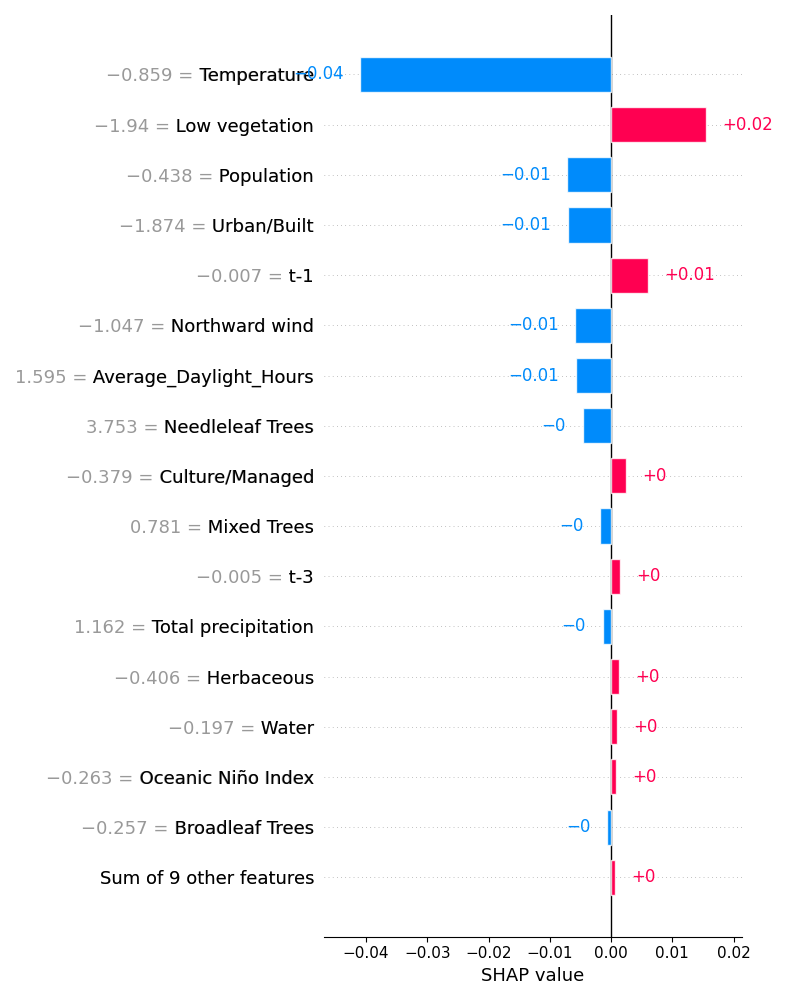 −0.859 = Temperature −0.04
−1.94 = Low vegetation +0.02
−0.438 = Population −0.01
−1.874 = Urban/Built −0.01
−0.007 = t-1 +0.01
−1.047 = Northward wind −0.01
1.595 = Average_Daylight_Hours −0.01
3.753 = Needleleaf Trees −0
−0.379 = Culture/Managed +0
0.781 = Mixed Trees −0
−0.005 = t-3 +0
1.162 = Total precipitation −0
−0.406 = Herbaceous +0
−0.197 = Water +0
−0.263 = Oceanic Niño Index +0
−0.257 = Broadleaf Trees −0
Sum of 9 other features +0
−0.04 −0.03 −0.02 −0.01 0.00 0.01 0.02
SHAP value